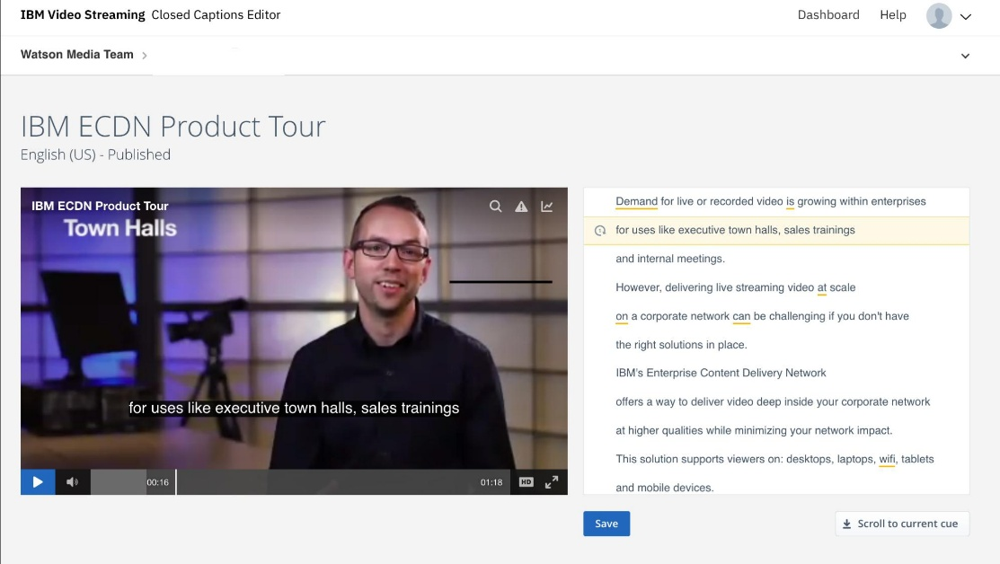 IBM Video Streaming Closed Captions Editor
Dashboard Help
Watson Media Team
IBM ECDN Product Tour
English (US) - Published
IBM ECDN Product Tour
Town Halls
for uses like executive town halls, sales trainings
00:16
01:18
HD
Demand for live or recorded video is growing within enterprises
for uses like executive town halls, sales trainings
and internal meetings.
However, delivering live streaming video at scale
on a corporate network can be challenging if you don't have
the right solutions in place.
IBM's Enterprise Content Delivery Network
offers a way to deliver video deep inside your corporate network
at higher qualities while minimizing your network impact.
This solution supports viewers on: desktops, laptops, wifi, tablets
and mobile devices.
Save
Scroll to current cue